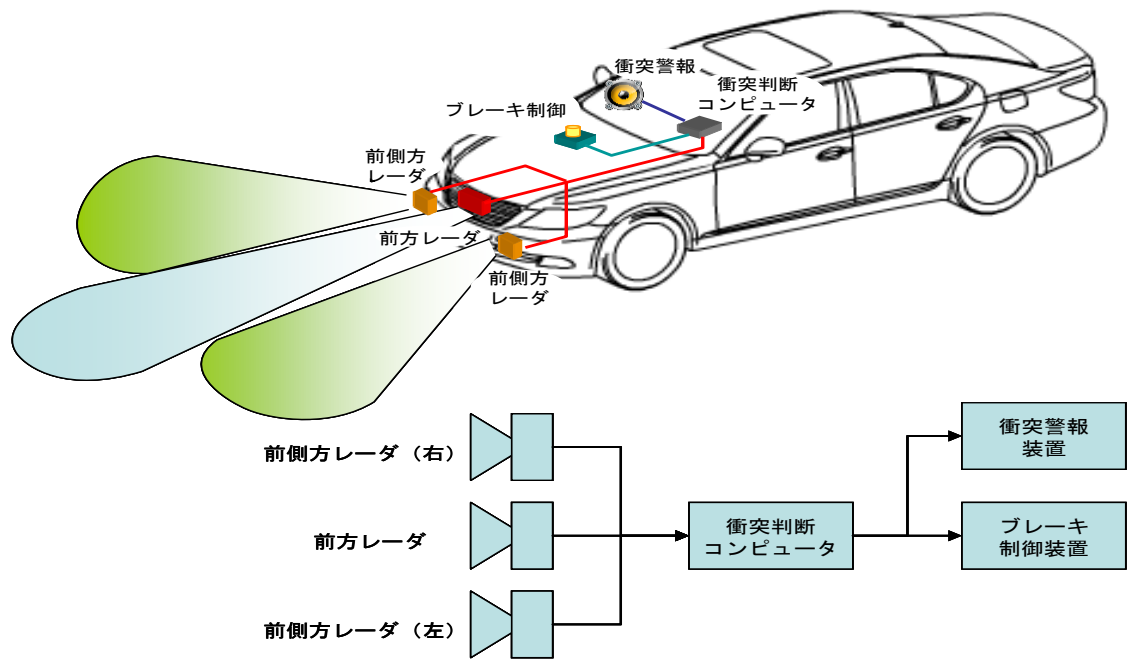 衝突警報
衝突判断
コンピュータ
ブレーキ制御
前側方
レーダ
前方レーダ
前側方
レーダ
前側方レーダ（右）
前方レーダ
前側方レーダ（左）
衝突判断
コンピュータ
衝突警報
装置
ブレーキ
制御装置